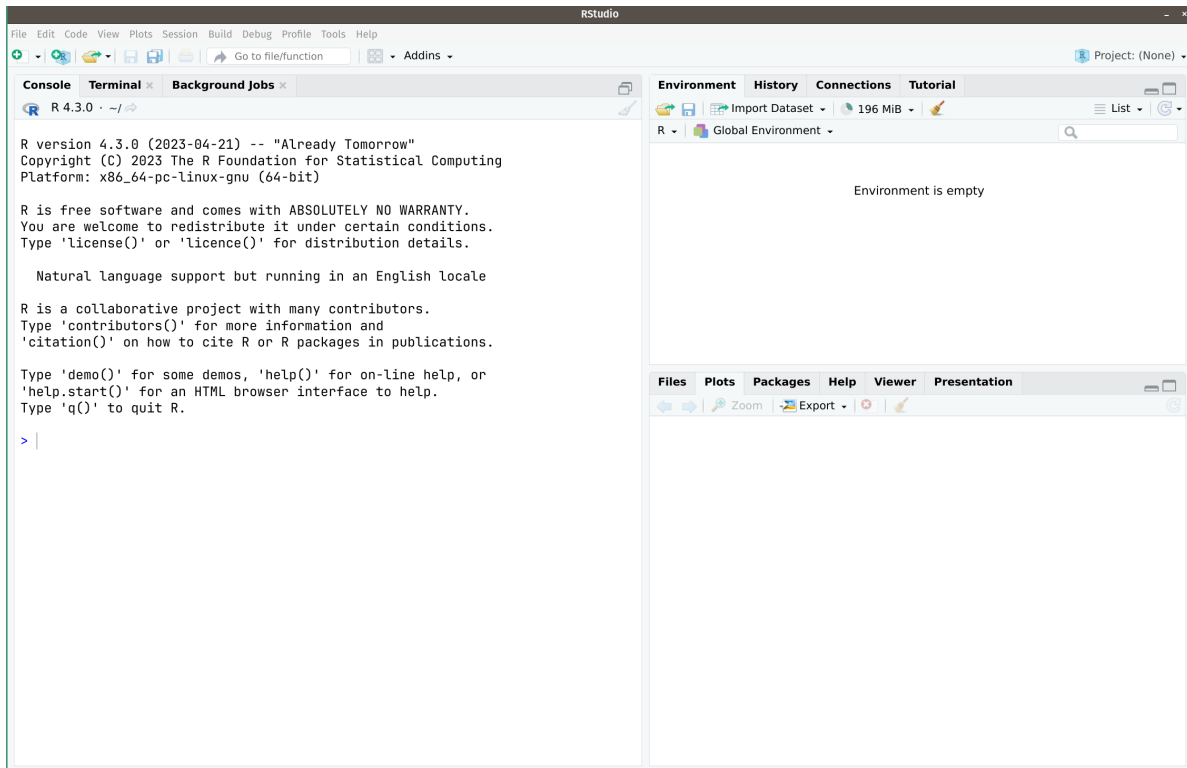 RStudio
File Edit Code View Plots Session Build Debug Profile Tools Help
Go to file/function Addins Project: (None)
Console Terminal Background Jobs
R 4.3.0 · ~/
R version 4.3.0 (2023-04-21) -- "Already Tomorrow"
Copyright (C) 2023 The R Foundation for Statistical Computing
Platform: x86_64-pc-linux-gnu (64-bit)
R is free software and comes with ABSOLUTELY NO WARRANTY.
You are welcome to redistribute it under certain conditions.
Type 'license()' or 'licence()' for distribution details.
Natural language support but running in an English locale
R is a collaborative project with many contributors.
Type 'contributors()' for more information and
'citation()' on how to cite R or R packages in publications.
Type 'demo()' for some demos, 'help()' for on-line help, or
'help.start()' for an HTML browser interface to help.
Type 'q()' to quit R.
>
Environment History Connections Tutorial
Import Dataset 196 MiB List
R Global Environment
Environment is empty
Files Plots Packages Help Viewer Presentation
Zoom Export